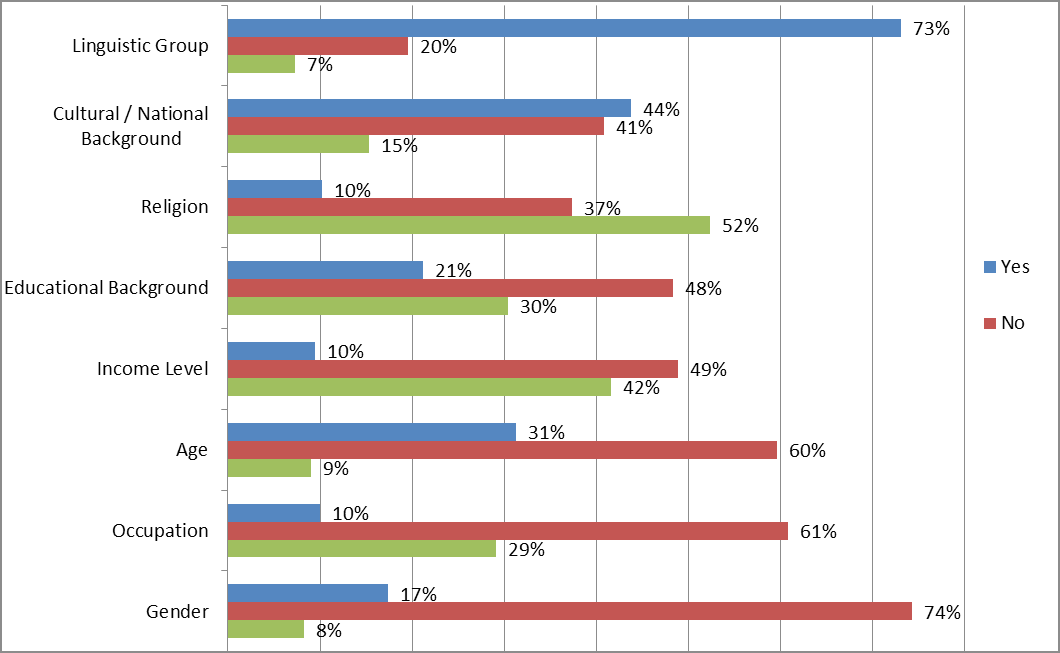 Linguistic Group
73%
20%
7%
Cultural / National
Background
44%
41%
15%
Religion
10%
37%
52%
Educational Background
21%
48%
30%
Income Level
10%
49%
42%
Age
31%
60%
9%
Occupation
10%
61%
29%
Gender
17%
74%
8%
Yes
No